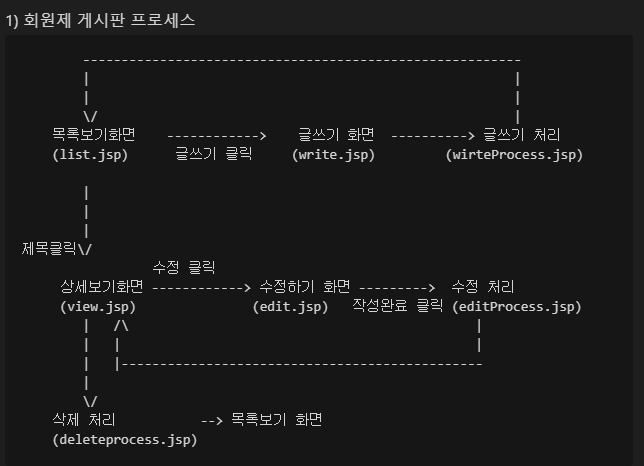 1) 회원제 게시판 프로세스
---------------------------------------------------------
| |
| |
\/ |
목록보기화면 ------------> 글쓰기 화면 ----------> 글쓰기 처리
(list.jsp) 글쓰기 클릭 (write.jsp) (wirteProcess.jsp)
|
|
|
제목클릭\/
수정 클릭
상세보기화면 ------------> 수정하기 화면 ---------> 수정 처리
(view.jsp) (edit.jsp) 작성완료 클릭 (editProcess.jsp)
| /\ |
| | |
| |-----------------------------------------------
|
\/
삭제 처리 --> 목록보기 화면
(deleteprocess.jsp)